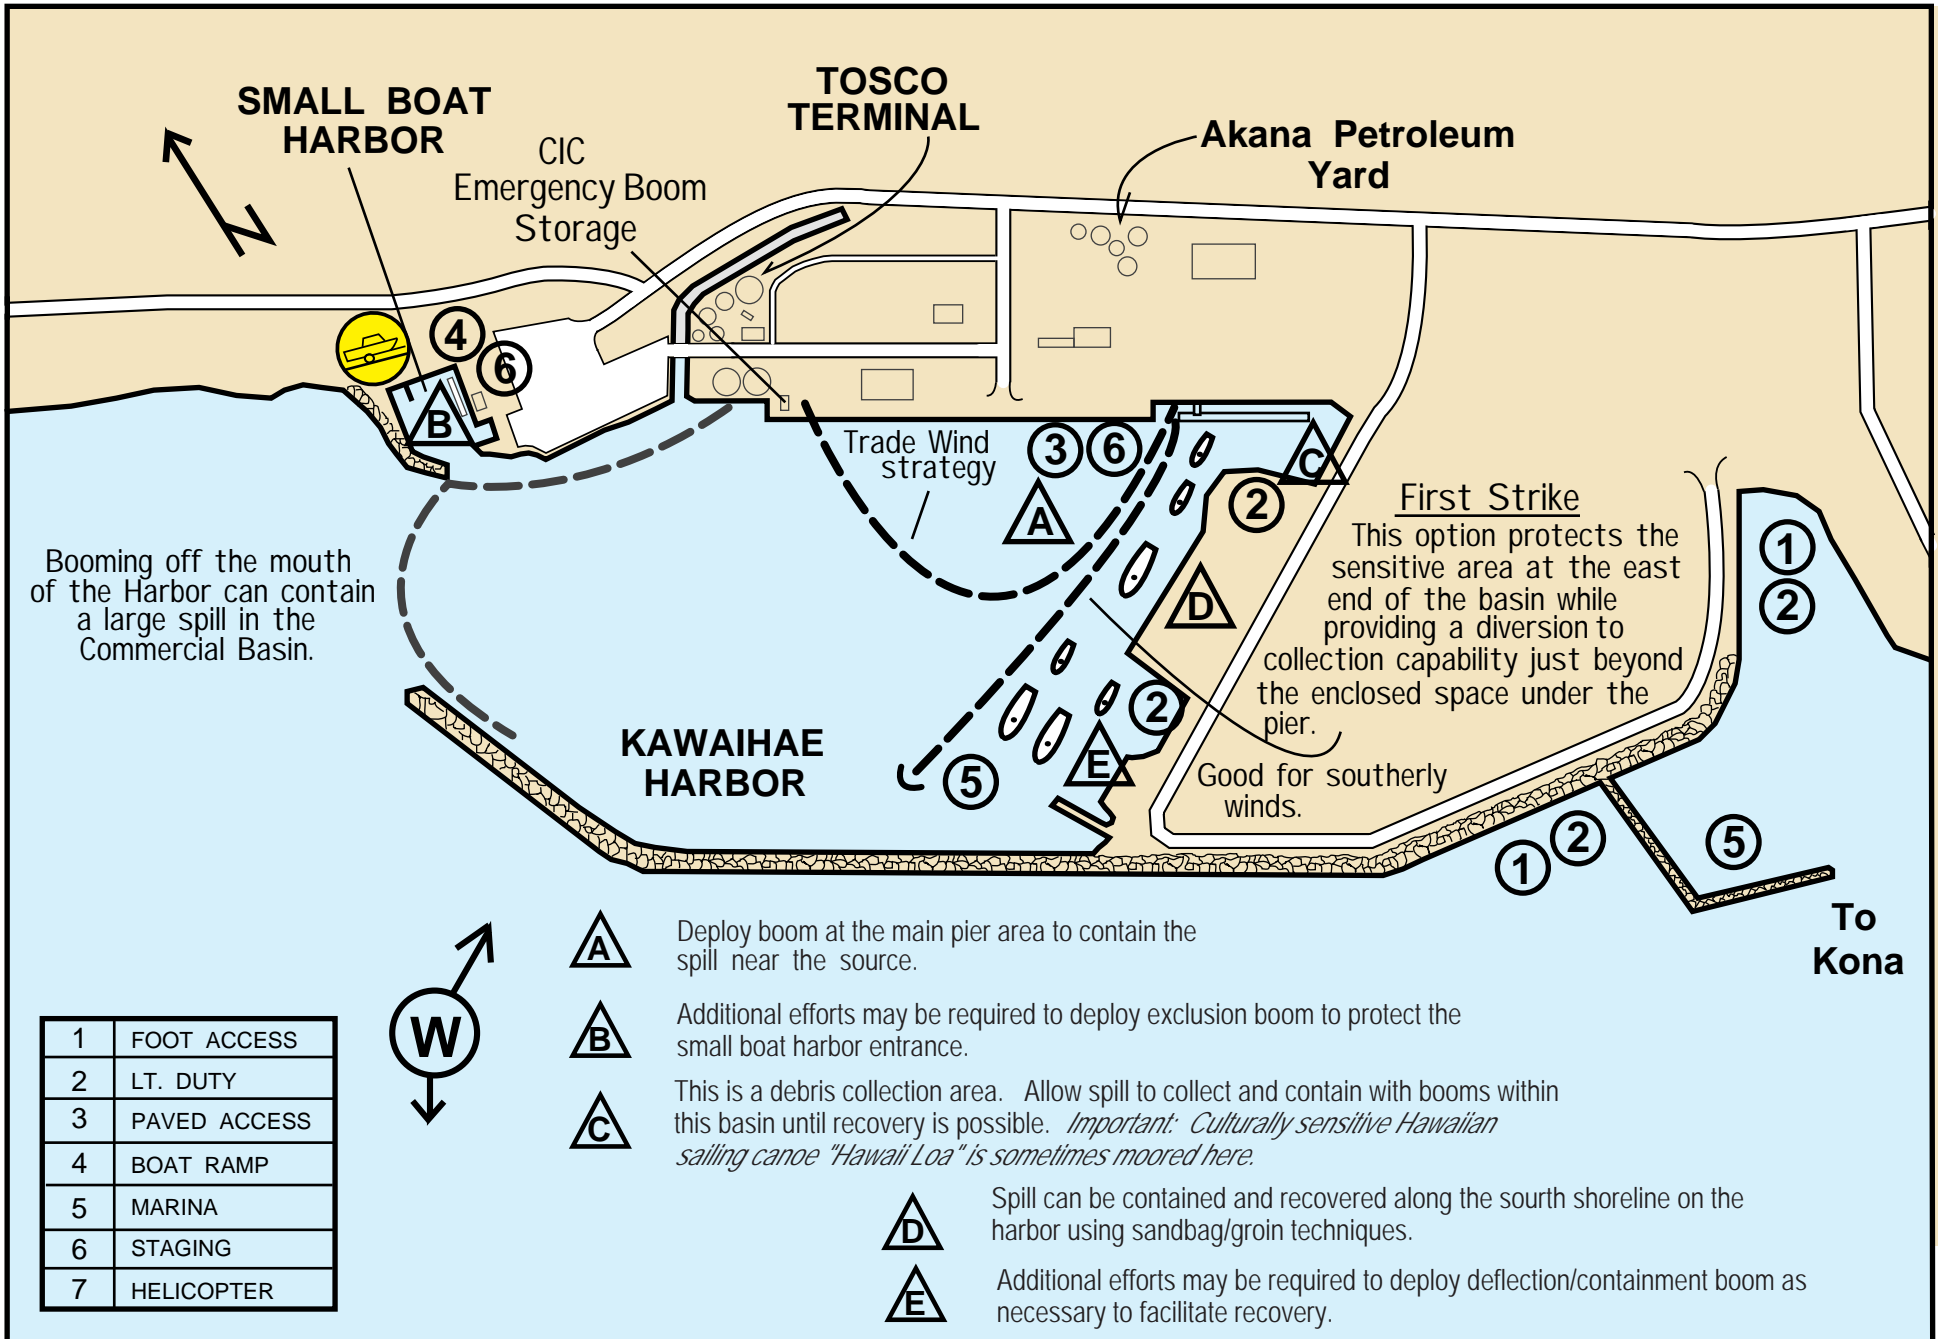 SMALL BOAT
HARBOR
CIC
Emergency Boom
Storage
TOSCO
TERMINAL
Akana Petroleum
Yard
N
4
6
B
Trade Wind
strategy
3
6
A
C
2
D
First Strike
This option protects the
sensitive area at the east
end of the basin while
providing a diversion to
collection capability just beyond
the enclosed space under the
pier.
1
2
Booming off the mouth
of the Harbor can contain
a large spill in the
Commercial Basin.
KAWAIHAE
HARBOR
5
2
E
Good for southerly
winds.
1
2
5
To
Kona
W
1 FOOT ACCESS
2 LT. DUTY
3 PAVED ACCESS
4 BOAT RAMP
5 MARINA
6 STAGING
7 HELICOPTER
A Deploy boom at the main pier area to contain the
spill near the source.
B Additional efforts may be required to deploy exclusion boom to protect the
small boat harbor entrance.
C This is a debris collection area. Allow spill to collect and contain with booms within
this basin until recovery is possible. Important: Culturally sensitive Hawaiian
sailing canoe "Hawaii Loa" is sometimes moored here.
D Spill can be contained and recovered along the sourth shoreline on the
harbor using sandbag/groin techniques.
E Additional efforts may be required to deploy deflection/containment boom as
necessary to facilitate recovery.